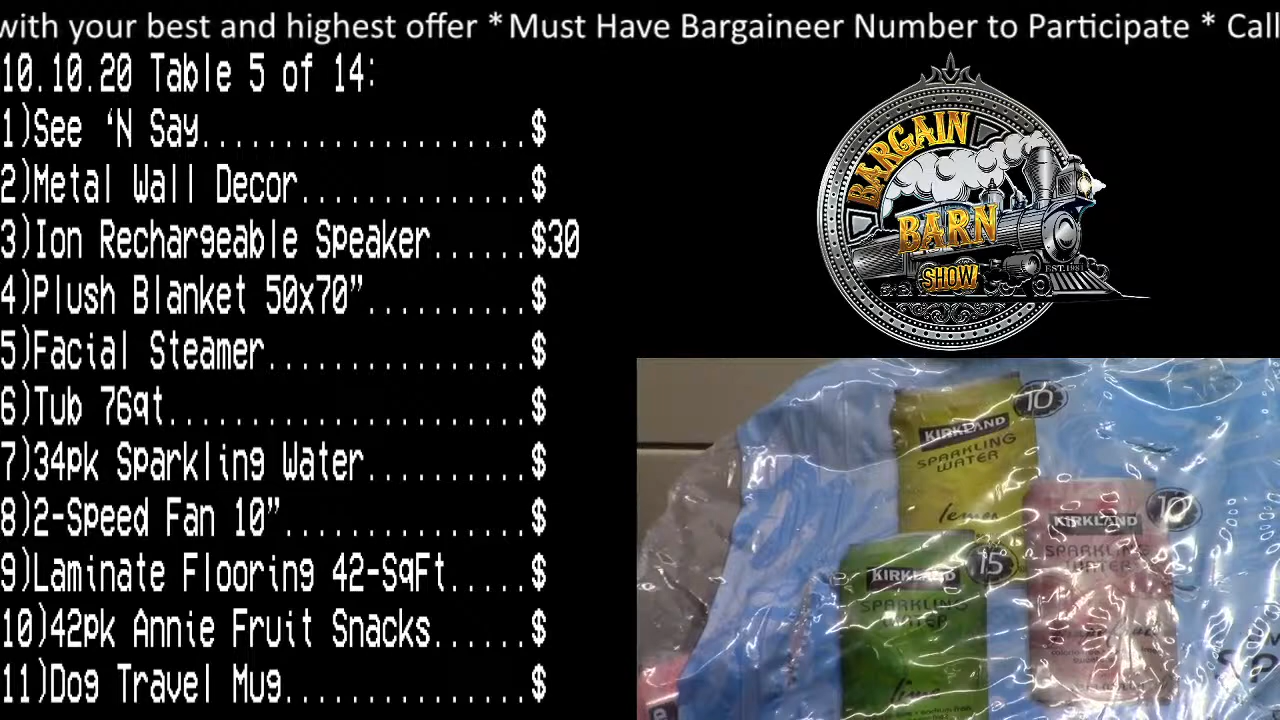 with your best and highest offer * Must Have Bargaineer Number to Participate * Call
10.10.20 Table 5 of 14:
1)See ‘N Say....................$
2)Metal Wall Decor..............$
3)Ion Rechargeable Speaker......$30
4)Plush Blanket 50x70”..........$
5)Facial Steamer................$
6)Tub 76qt......................$
7)34pk Sparkling Water..........$
8)2-Speed Fan 10”...............$
9)Laminate Flooring 42-SqFt.....$
10)42pk Annie Fruit Snacks......$
11)Dog Travel Mug...............$
BARGAIN
BARN
SHOW
10
KIRKLAND
SPARKLING
WATER
lemon
10
KIRKLAND
SPARKLING
WATER
15
KIRKLAND
SPARKLING
WATER
lime